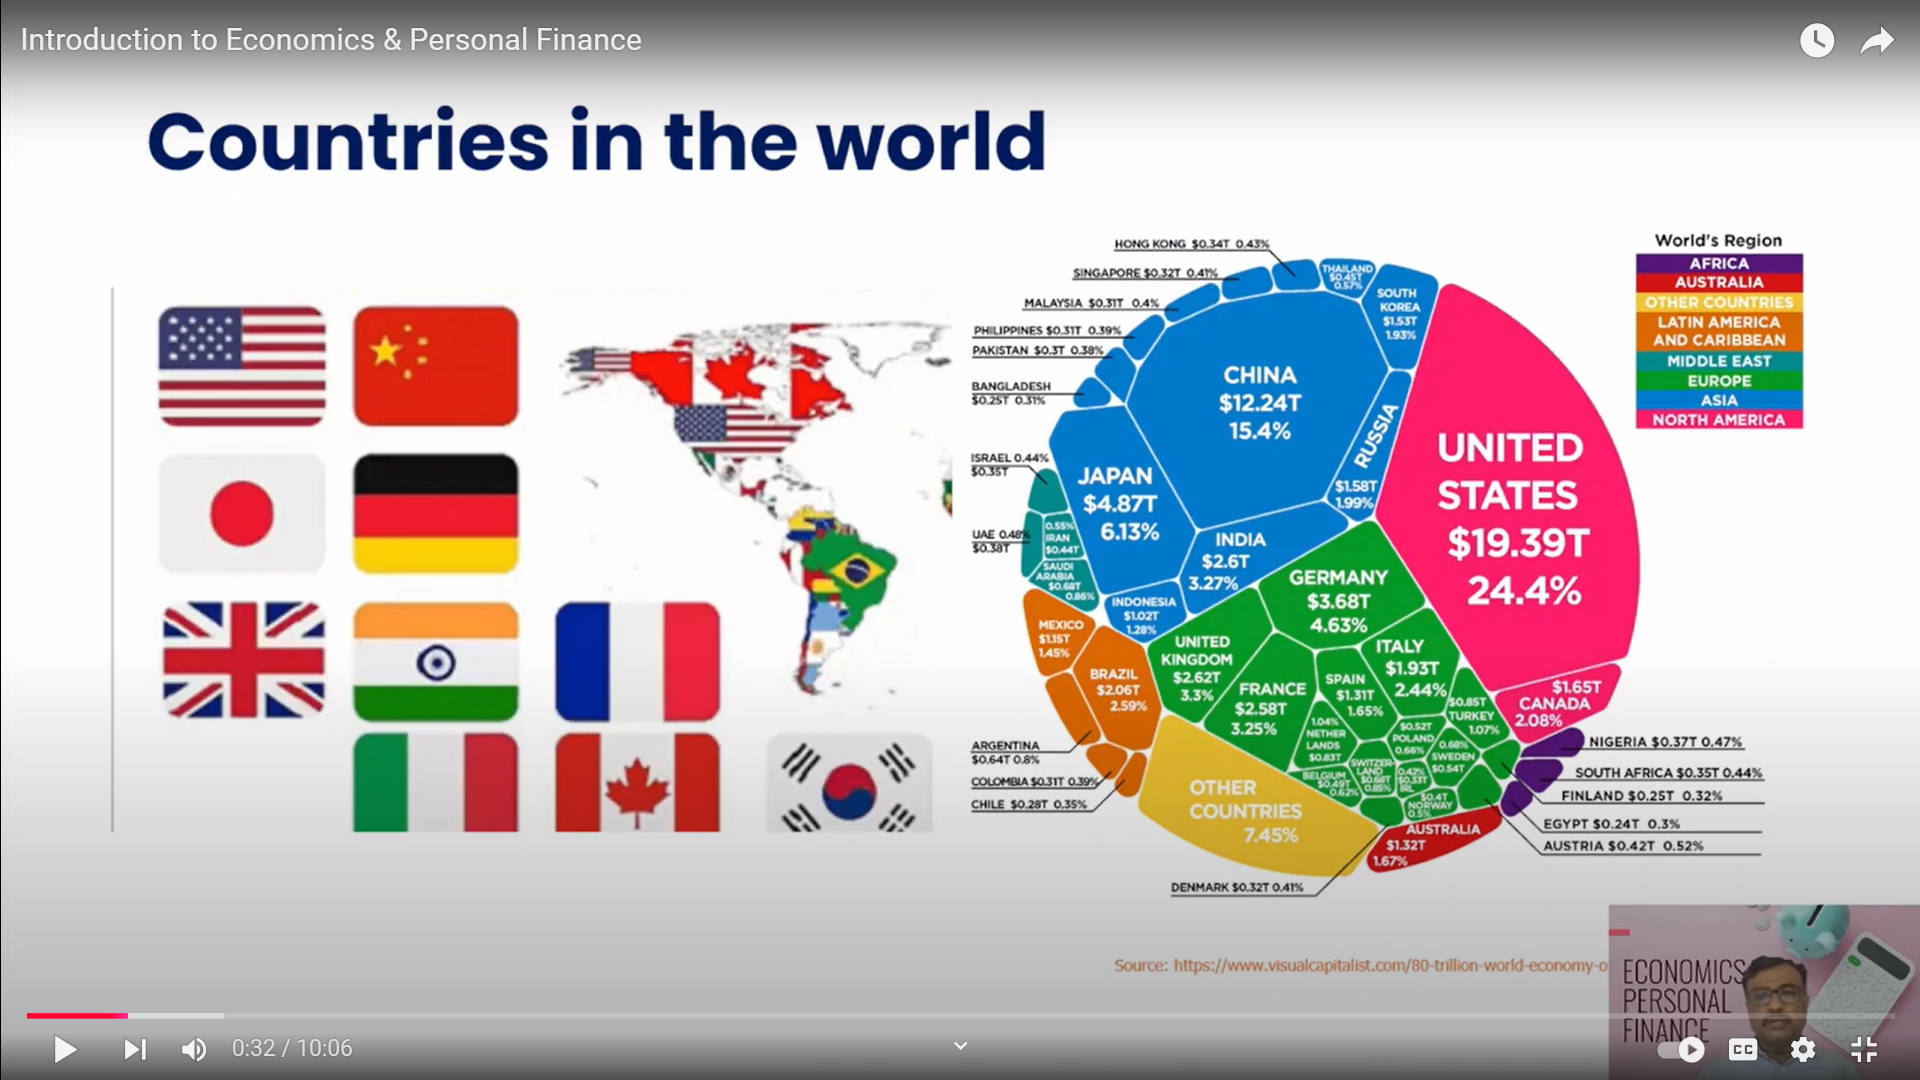 Introduction to Economics & Personal Finance
Countries in the world
HONG KONG $0.34T 0.43%
SINGAPORE $0.32T 0.41%
MALAYSIA $0.31T 0.4%
PHILIPPINES $0.31T 0.39%
PAKISTAN $0.3T 0.38%
BANGLADESH
$0.25T 0.31%
THAILAND
$0.45T
0.57%
SOUTH
KOREA
$1.53T
1.93%
CHINA
$12.24T
15.4%
RUSSIA
$1.58T
1.99%
JAPAN
$4.87T
6.13%
INDIA
$2.6T
3.27%
INDONESIA
$1.02T
1.28%
ISRAEL 0.44%
$0.35T
UAE 0.48%
$0.38T
0.55%
IRAN
$0.44T
SAUDI
ARABIA
$0.68T
0.86%
UNITED
STATES
$19.39T
24.4%
$1.65T
CANADA
2.08%
MEXICO
$1.15T
1.45%
BRAZIL
$2.06T
2.59%
ARGENTINA
$0.64T 0.8%
COLOMBIA $0.31T 0.39%
CHILE $0.28T 0.35%
GERMANY
$3.68T
4.63%
UNITED
KINGDOM
$2.62T
3.3%
FRANCE
$2.58T
3.25%
ITALY
$1.93T
2.44%
SPAIN
$1.31T
1.65%
$0.85T
TURKEY
1.07%
1.04%
NETHER
LANDS
$0.83T
$0.52T
POLAND
0.66%
0.68%
SWEDEN
$0.54T
SWITZER-
LAND
$0.68T
0.85%
BELGIUM
$0.49T
0.62%
0.42%
$0.33T
IRL
$0.4T
NORWAY
0.5%
OTHER
COUNTRIES
7.45%
AUSTRALIA
$1.32T
1.67%
DENMARK $0.32T 0.41%
NIGERIA $0.37T 0.47%
SOUTH AFRICA $0.35T 0.44%
FINLAND $0.25T 0.32%
EGYPT $0.24T 0.3%
AUSTRIA $0.42T 0.52%
World's Region
AFRICA
AUSTRALIA
OTHER COUNTRIES
LATIN AMERICA
AND CARIBBEAN
MIDDLE EAST
EUROPE
ASIA
NORTH AMERICA
Source: https://www.visualcapitalist.com/80-trillion-world-economy-o
ECONOMICS
PERSONAL
FINANCE
0:32 / 10:06
CC